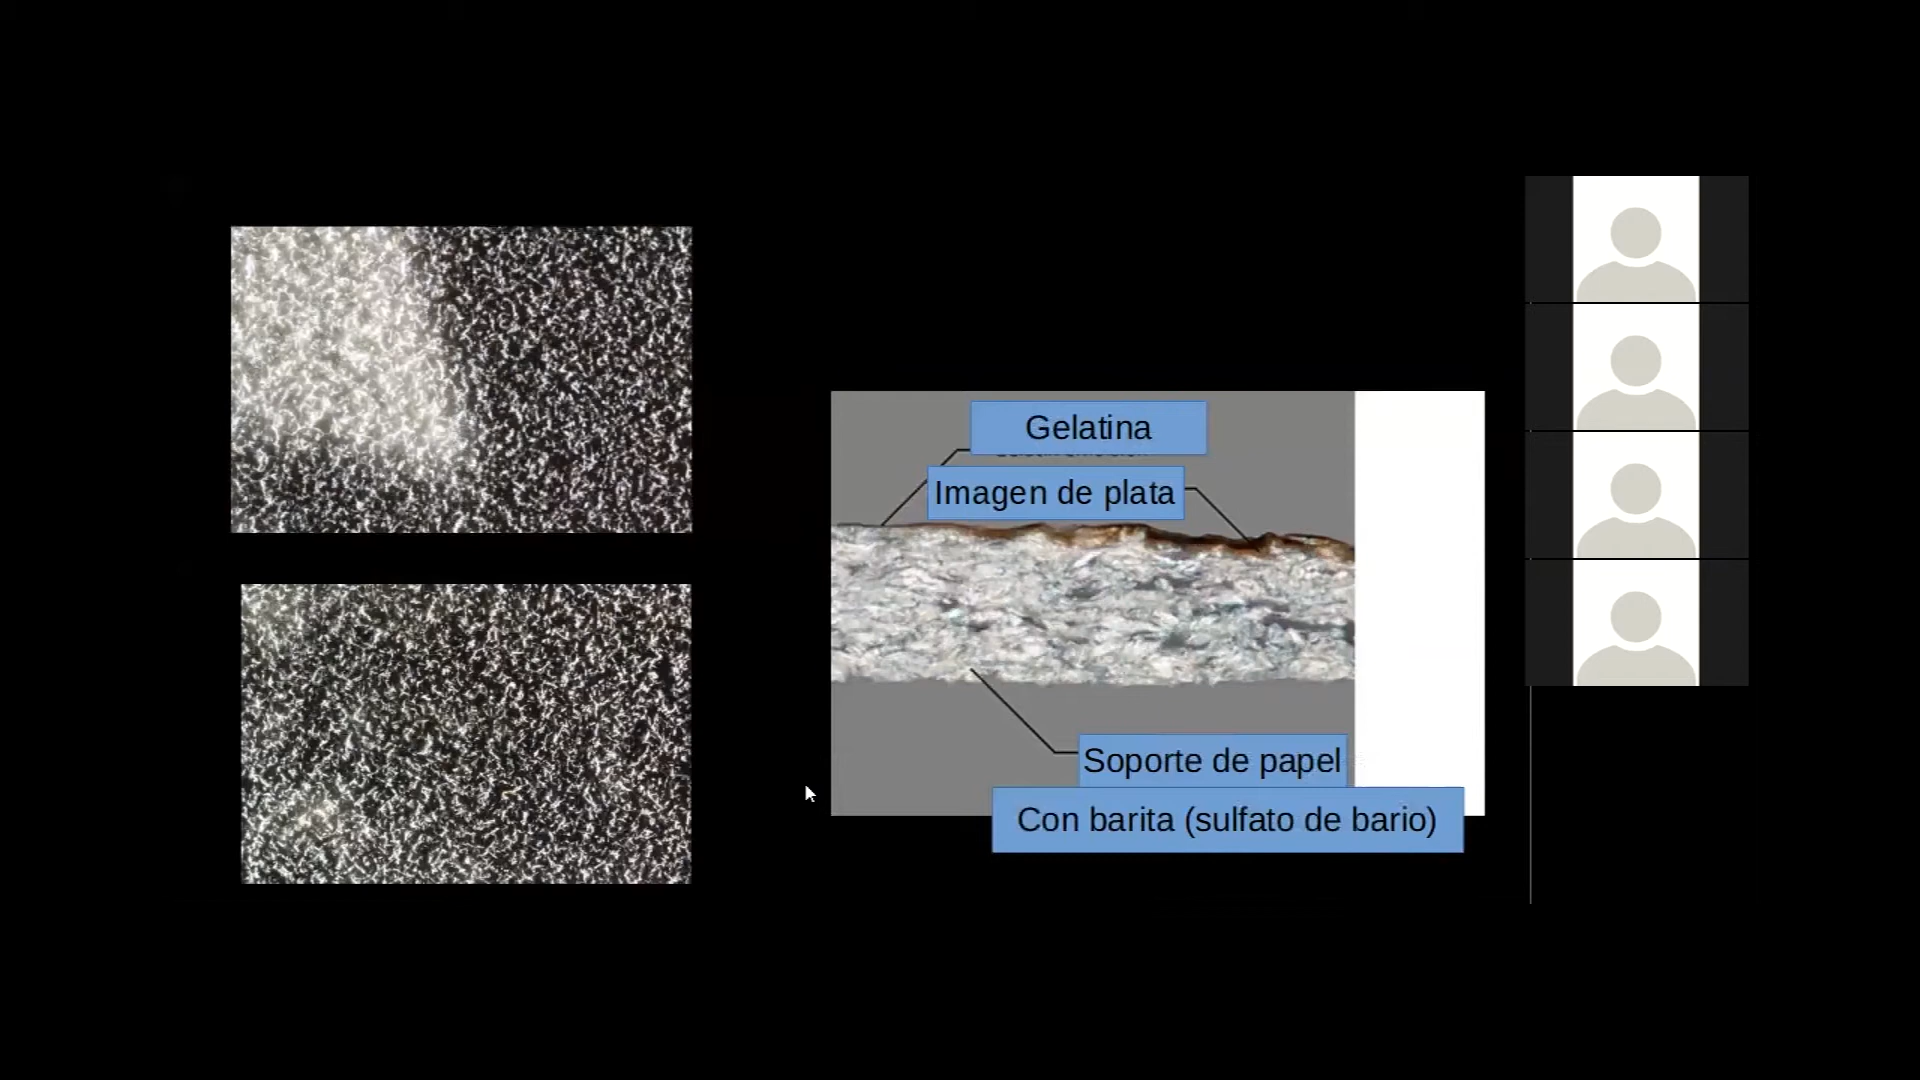 Gelatina
Imagen de plata
Soporte de papel
Con barita (sulfato de bario)